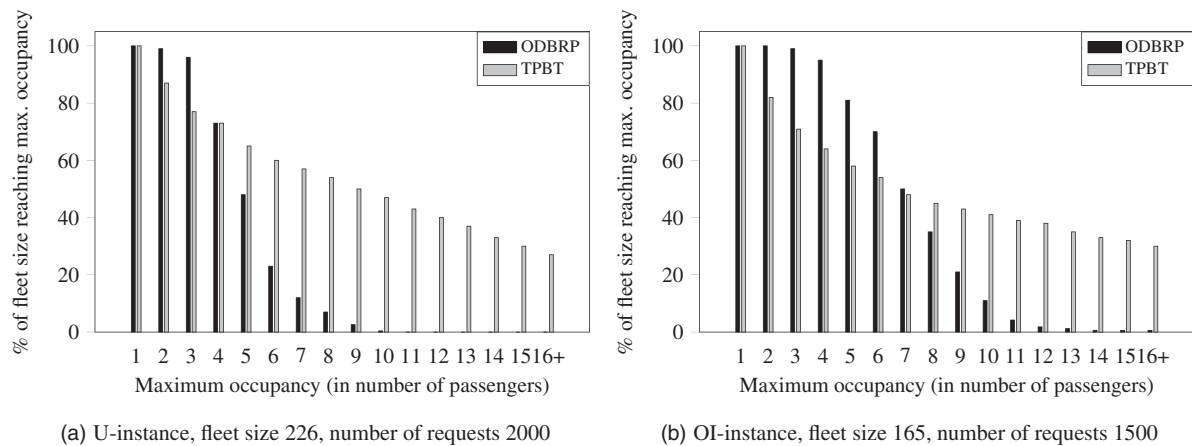 % of fleet size reaching max. occupancy
100
80
60
40
20
0
ODBRP
TPBT
1 2 3 4 5 6 7 8 9 10 11 12 13 14 15 16+
Maximum occupancy (in number of passengers)
(a) U-instance, fleet size 226, number of requests 2000
% of fleet size reaching max. occupancy
100
80
60
40
20
0
ODBRP
TPBT
1 2 3 4 5 6 7 8 9 10 11 12 13 14 15 16+
Maximum occupancy (in number of passengers)
(b) OI-instance, fleet size 165, number of requests 1500